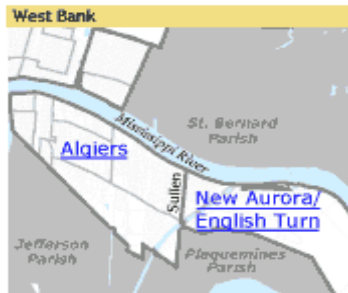 West Bank
Mississippi River
St. Bernard
Parish
Algiers
Sullen
New Aurora/
English Turn
Jefferson
Parish
Plaquemines
Parish